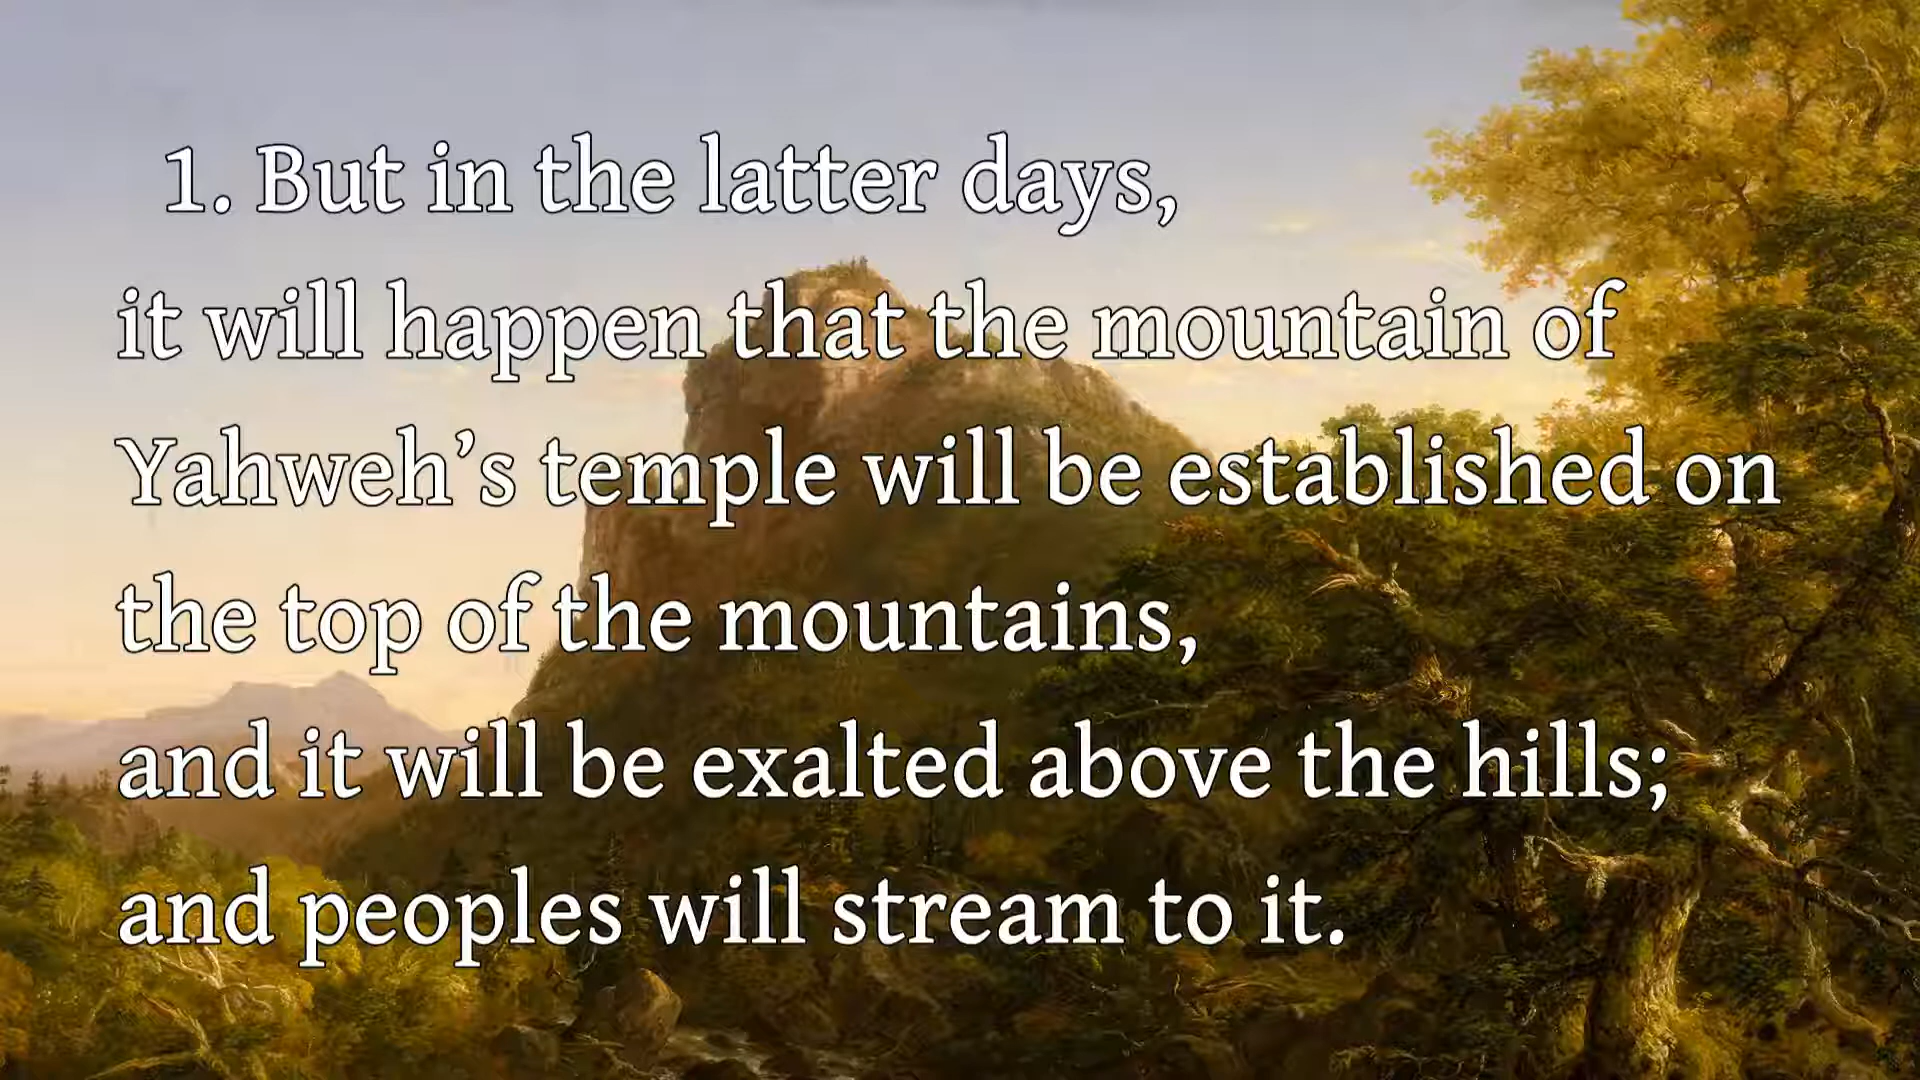 1. But in the latter days,
it will happen that the mountain of
Yahweh’s temple will be established on
the top of the mountains,
and it will be exalted above the hills;
and peoples will stream to it.